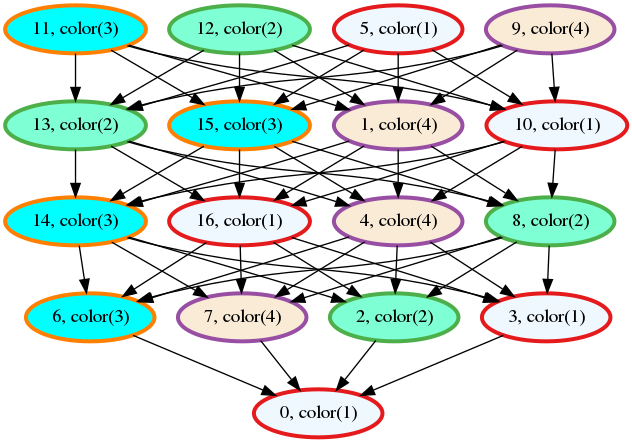 11, color(3)
12, color(2)
5, color(1)
9, color(4)
13, color(2)
15, color(3)
1, color(4)
10, color(1)
14, color(3)
16, color(1)
4, color(4)
8, color(2)
6, color(3)
7, color(4)
2, color(2)
3, color(1)
0, color(1)